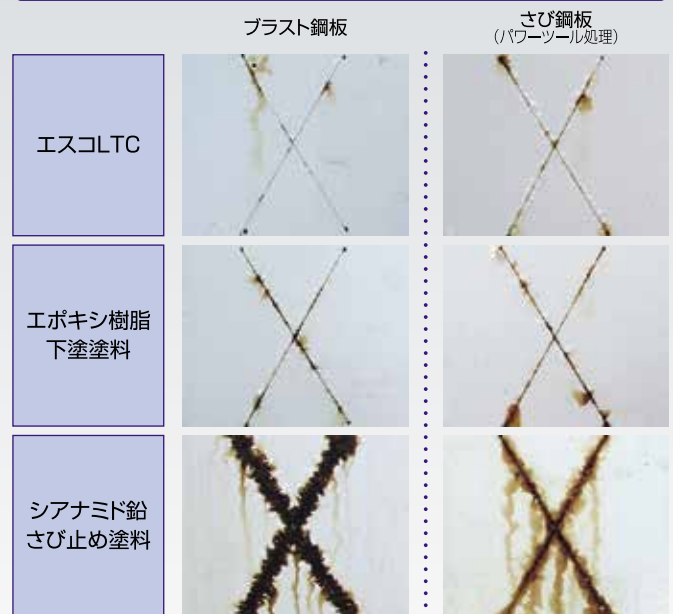 ブラスト鋼板
さび鋼板
（パワーツール処理）
エスコLTC
エポキシ樹脂
下塗塗料
シアナミド鉛
さび止め塗料